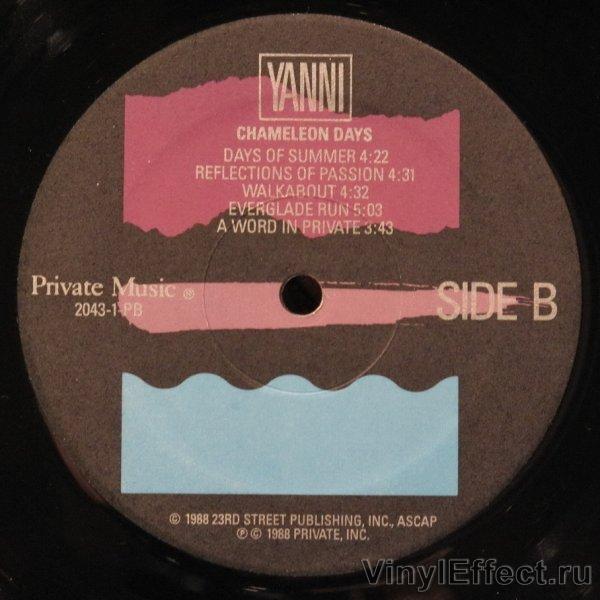 YANNI
CHAMELEON DAYS
DAYS OF SUMMER 4:22
REFLECTIONS OF PASSION 4:31
WALKABOUT 4:32
EVERGLADE RUN 5:03
A WORD IN PRIVATE 3:43
Private Music ®
2043-1-PB
SIDE B
© 1988 23RD STREET PUBLISHING, INC., ASCAP
℗ © 1988 PRIVATE, INC.
VinylEffect.ru